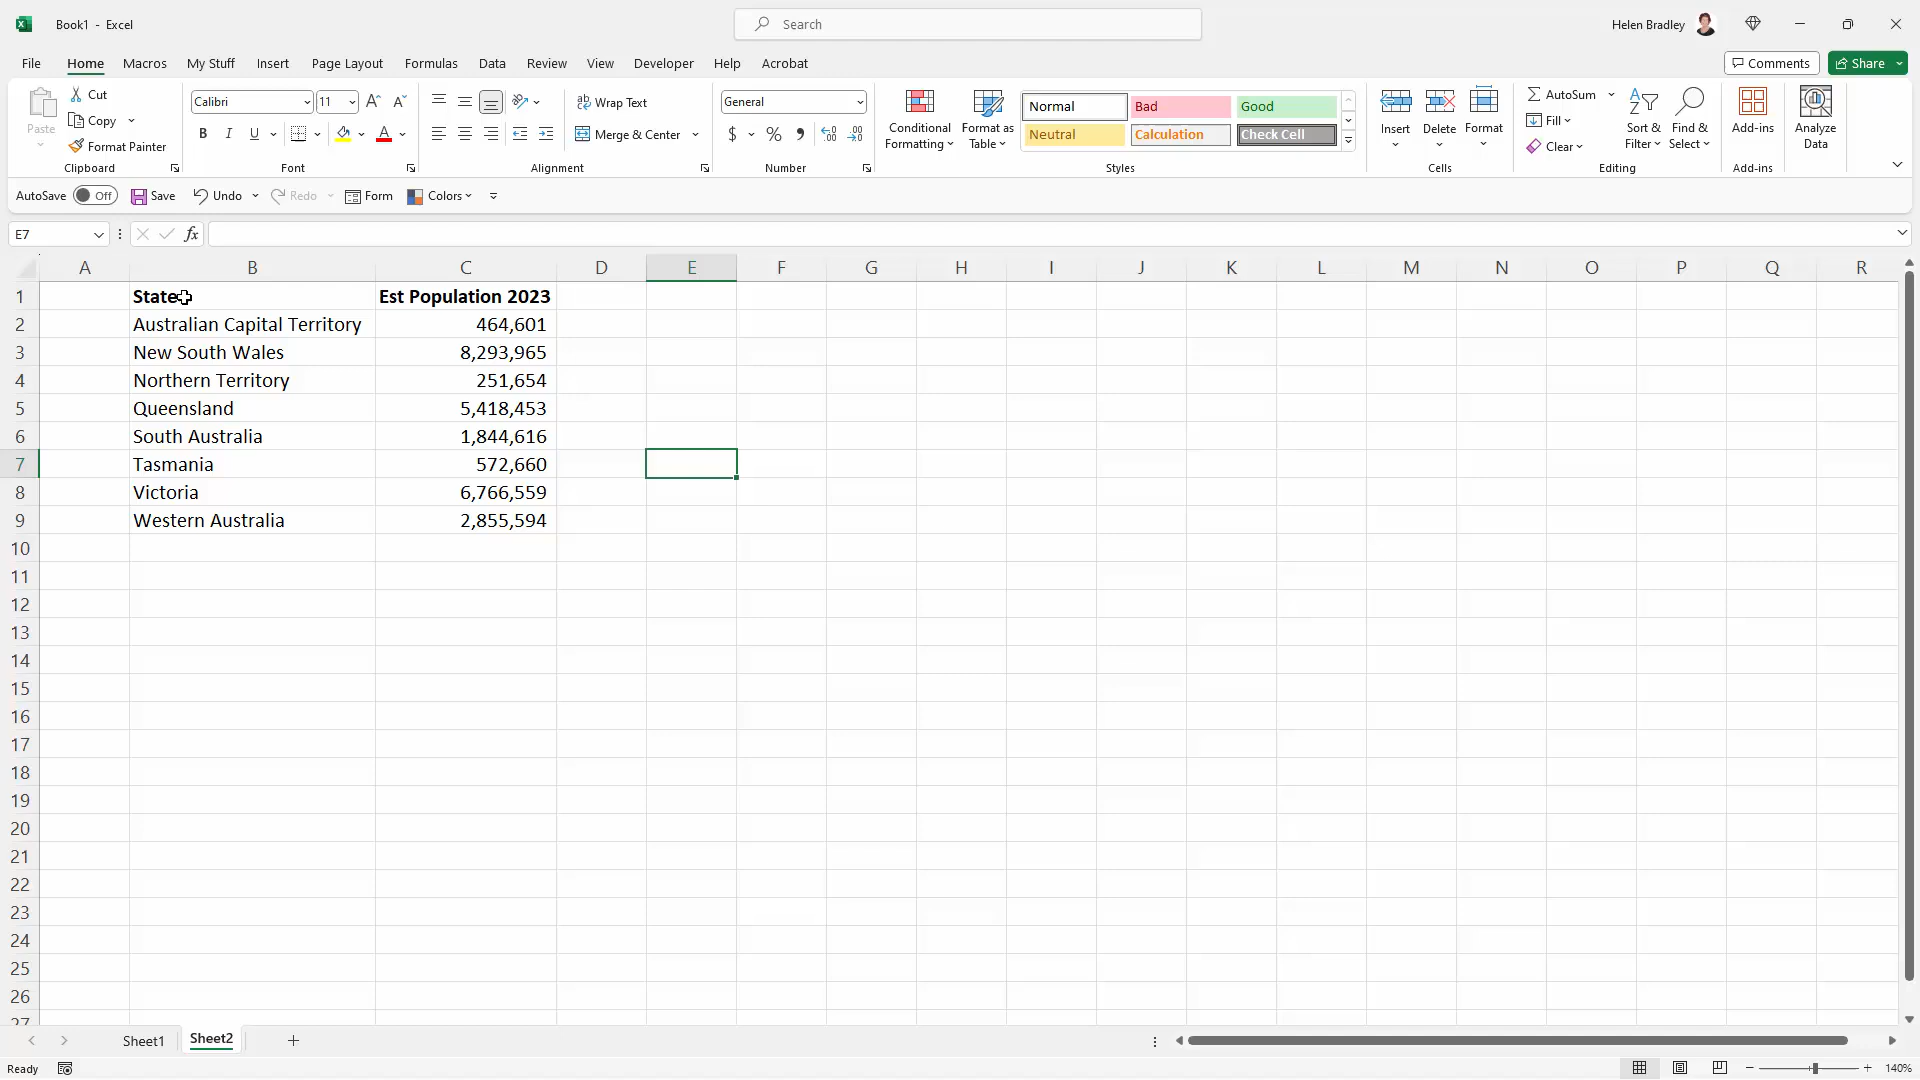 Book1 - Excel
Search
Helen Bradley
File Home Macros My Stuff Insert Page Layout Formulas Data Review View Developer Help Acrobat
Comments Share
Paste
Cut
Copy
Format Painter
Clipboard
Calibri 11
B I U
Font
Wrap Text
Merge & Center
Alignment
General
$ % ,
Number
Conditional Formatting
Format as Table
Normal Bad Good
Neutral Calculation Check Cell
Styles
Insert Delete Format
Cells
AutoSum
Fill
Clear
Sort & Filter
Find & Select
Editing
Add-ins
Add-ins
Analyze Data
AutoSave Off Save Undo Redo Form Colors
E7 fx
A B C D E F G H I J K L M N O P Q R
1 State Est Population 2023
2 Australian Capital Territory 464,601
3 New South Wales 8,293,965
4 Northern Territory 251,654
5 Queensland 5,418,453
6 South Australia 1,844,616
7 Tasmania 572,660
8 Victoria 6,766,559
9 Western Australia 2,855,594
10
11
12
13
14
15
16
17
18
19
20
21
22
23
24
25
26
27
Sheet1 Sheet2
Ready 140%